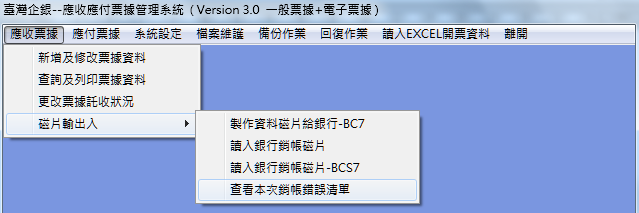 臺灣企銀--應收應付票據管理系統 ( Version 3.0 一般票據+電子票據 )
應收票據 應付票據 系統設定 檔案維護 備份作業 回復作業 讀入EXCEL開票資料 離開
新增及修改票據資料
查詢及列印票據資料
更改票據託收狀況
磁片輸出入
製作資料磁片給銀行-BC7
讀入銀行銷帳磁片
讀入銀行銷帳磁片-BCS7
查看本次銷帳錯誤清單